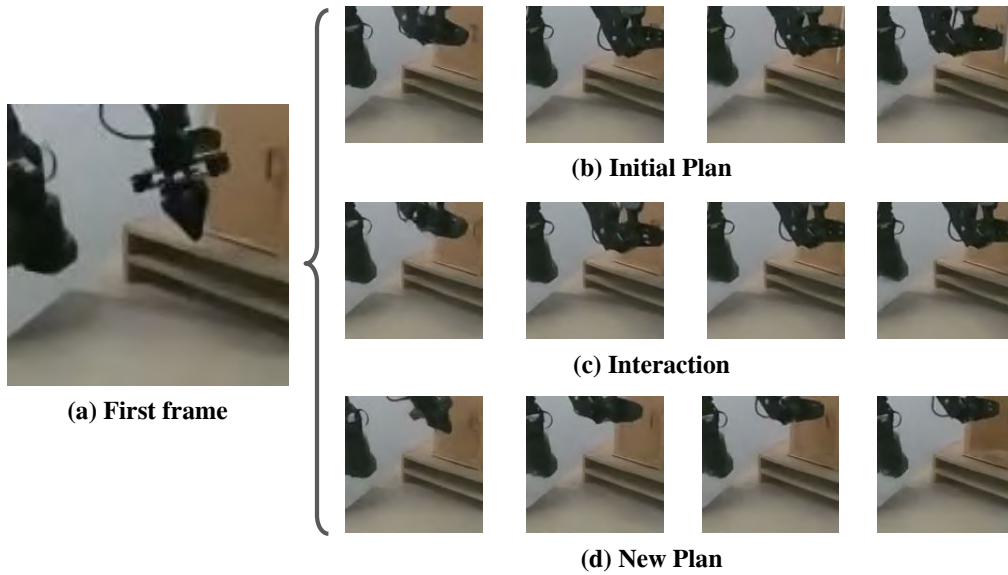 (b) Initial Plan
(a) First frame
(c) Interaction
(d) New Plan